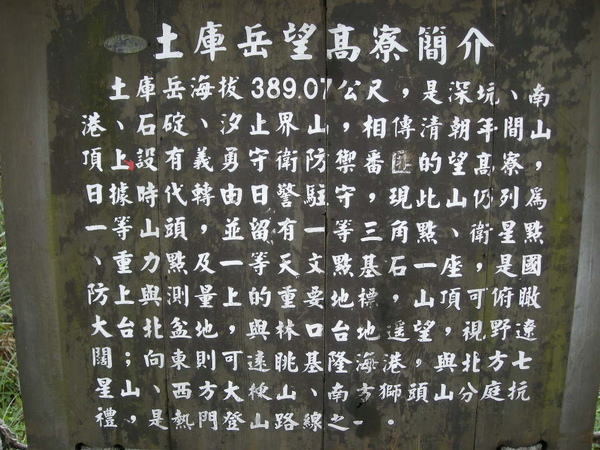 土庫岳望髙寮簡介
土庫岳海拔389.07公尺，是深坑、南
港、石碇、汐止界山，相傳清朝年間山
頂上設有義勇守衛防禦番匪的望高寮，
日據時代轉由日警駐守，現此山仍列爲
一等山頭，並留有一等三角點、衛星點
、重力點及一等天文點基石一座，是國
防上與測量上的重要地標，山頂可俯瞰
大台北盆地，與林口台地遙望，視野遼
闊；向東則可遠眺基隆海港，與北方七
星山、西方大棟山、南方獅頭山分庭抗
禮，是熱門登山路線之一。